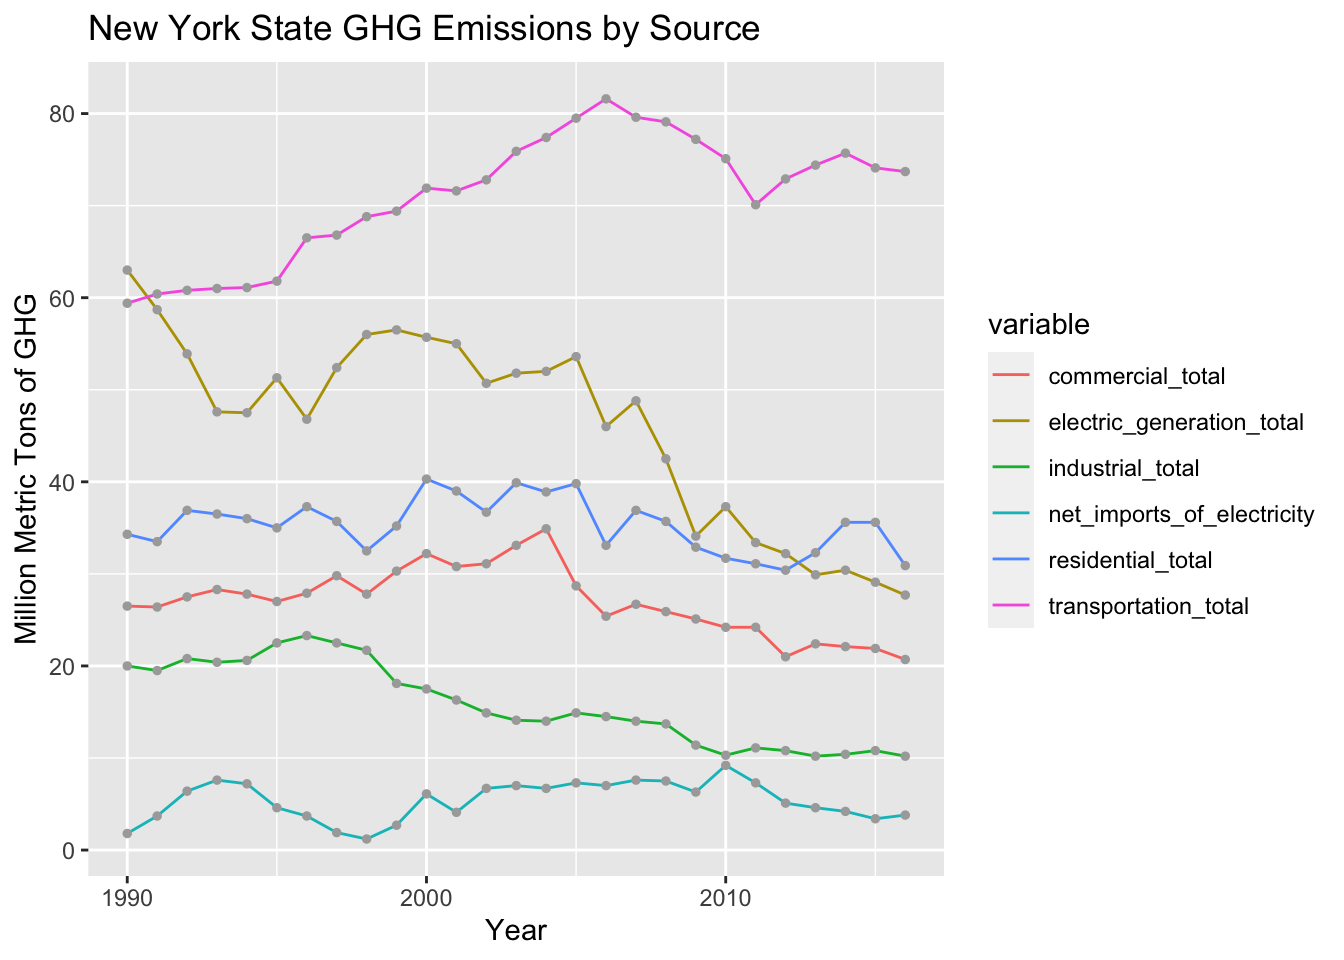 New York State GHG Emissions by Source
Million Metric Tons of GHG
80
60
40
20
0
1990 2000 2010
Year
variable
commercial_total
electric_generation_total
industrial_total
net_imports_of_electricity
residential_total
transportation_total